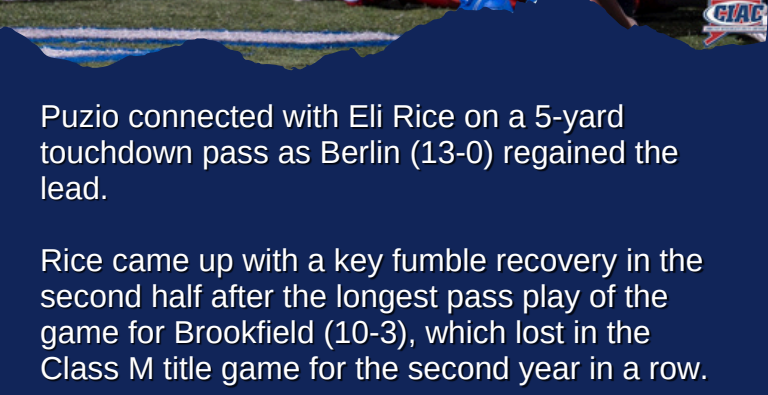 CIAC
Puzio connected with Eli Rice on a 5-yard
touchdown pass as Berlin (13-0) regained the
lead.
Rice came up with a key fumble recovery in the
second half after the longest pass play of the
game for Brookfield (10-3), which lost in the
Class M title game for the second year in a row.